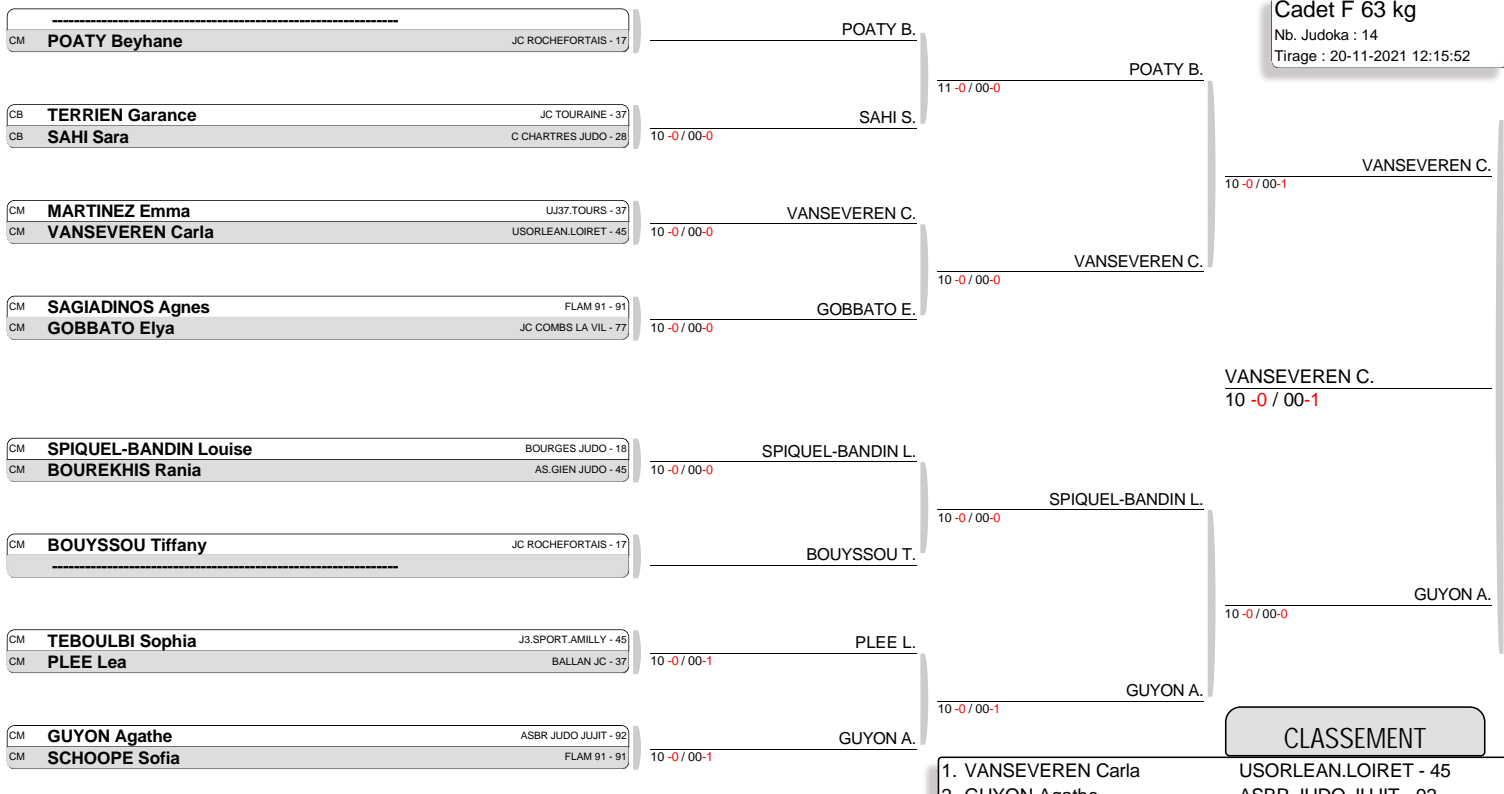 Cadet F 63 kg
Nb. Judoka : 14
Tirage : 20-11-2021 12:15:52
----------------------------------------------------------------
CM POATY Beyhane JC ROCHEFORTAIS - 17
CB TERRIEN Garance JC TOURAINE - 37
CB SAHI Sara C CHARTRES JUDO - 28
CM MARTINEZ Emma UJ37.TOURS - 37
CM VANSEVEREN Carla USORLEAN.LOIRET - 45
CM SAGIADINOS Agnes FLAM 91 - 91
CM GOBBATO Elya JC COMBS LA VIL - 77
CM SPIQUEL-BANDIN Louise BOURGES JUDO - 18
CM BOUREKHIS Rania AS.GIEN JUDO - 45
CM BOUYSSOU Tiffany JC ROCHEFORTAIS - 17
----------------------------------------------------------------
CM TEBOULBI Sophia J3.SPORT.AMILLY - 45
CM PLEE Lea BALLAN JC - 37
CM GUYON Agathe ASBR JUDO JUJIT - 92
CM SCHOOPE Sofia FLAM 91 - 91
POATY B.
SAHI S.
10 -0 / 00-0
VANSEVEREN C.
10 -0 / 00-0
GOBBATO E.
10 -0 / 00-0
SPIQUEL-BANDIN L.
10 -0 / 00-0
BOUYSSOU T.
PLEE L.
10 -0 / 00-1
GUYON A.
10 -0 / 00-1
POATY B.
11 -0 / 00-0
VANSEVEREN C.
10 -0 / 00-0
SPIQUEL-BANDIN L.
10 -0 / 00-0
GUYON A.
10 -0 / 00-1
VANSEVEREN C.
10 -0 / 00-1
VANSEVEREN C.
10 -0 / 00-1
GUYON A.
10 -0 / 00-0
CLASSEMENT
1. VANSEVEREN Carla USORLEAN.LOIRET - 45
2. GUYON Agathe ASBR JUDO JUJIT - 92